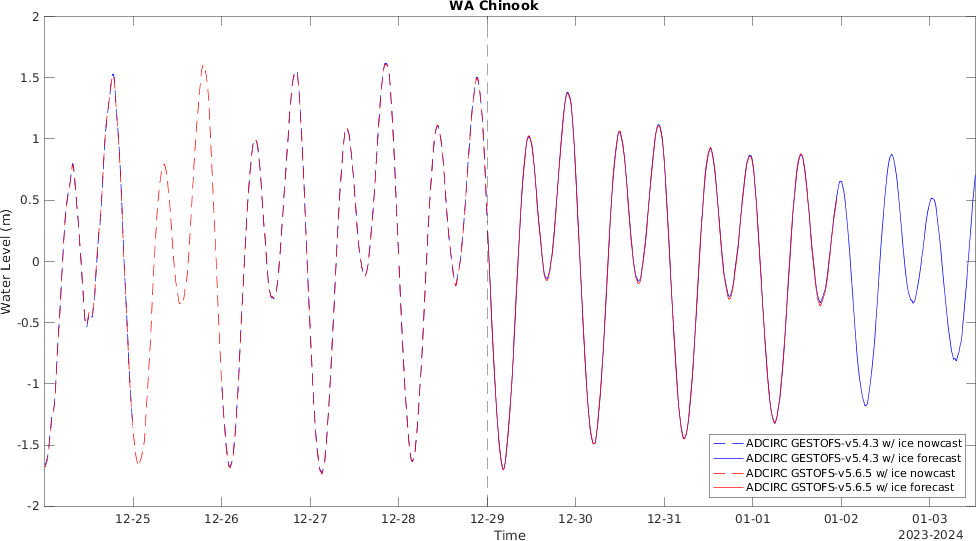 WA Chinook
2
1.5
1
0.5
0
-0.5
-1
-1.5
-2
Water Level (m)
ADCIRC GESTOFS-v5.4.3 w/ ice nowcast
ADCIRC GESTOFS-v5.4.3 w/ ice forecast
ADCIRC GSTOFS-v5.6.5 w/ ice nowcast
ADCIRC GSTOFS-v5.6.5 w/ ice forecast
12-25 12-26 12-27 12-28 12-29 12-30 12-31 01-01 01-02 01-03
Time
2023-2024